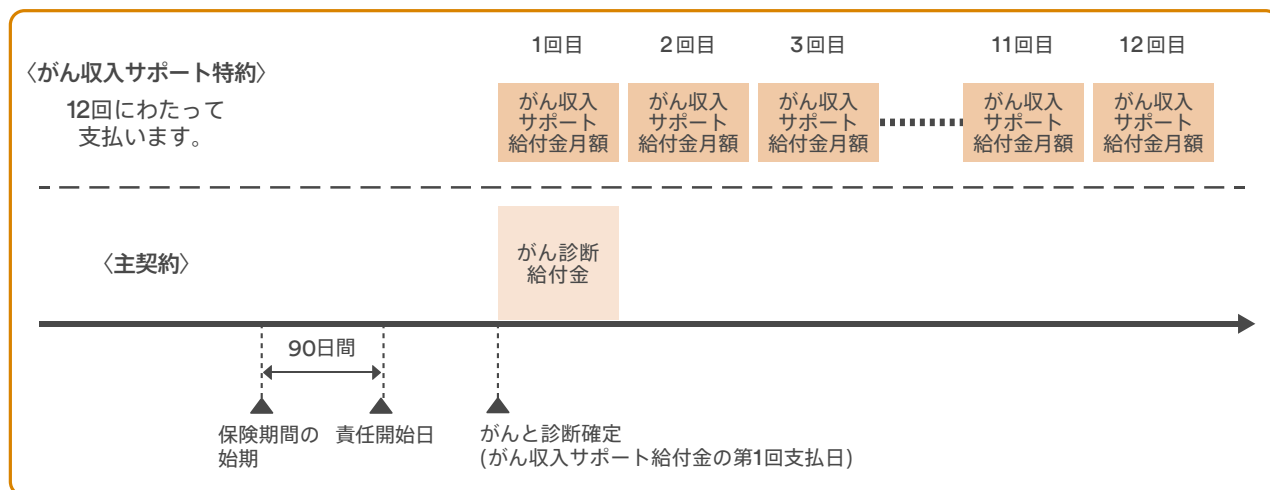 1回目 2回目 3回目 11回目 12回目
〈がん収入サポート特約〉
12回にわたって
支払います。
がん収入
サポート
給付金月額
がん収入
サポート
給付金月額
がん収入
サポート
給付金月額
がん収入
サポート
給付金月額
がん収入
サポート
給付金月額
〈主契約〉
がん診断
給付金
90日間
保険期間の
始期
責任開始日
がんと診断確定
(がん収入サポート給付金の第1回支払日)